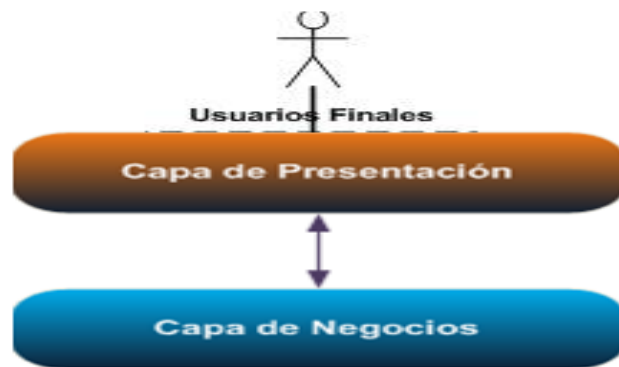 Usuarios Finales
Capa de Presentación
Capa de Negocios